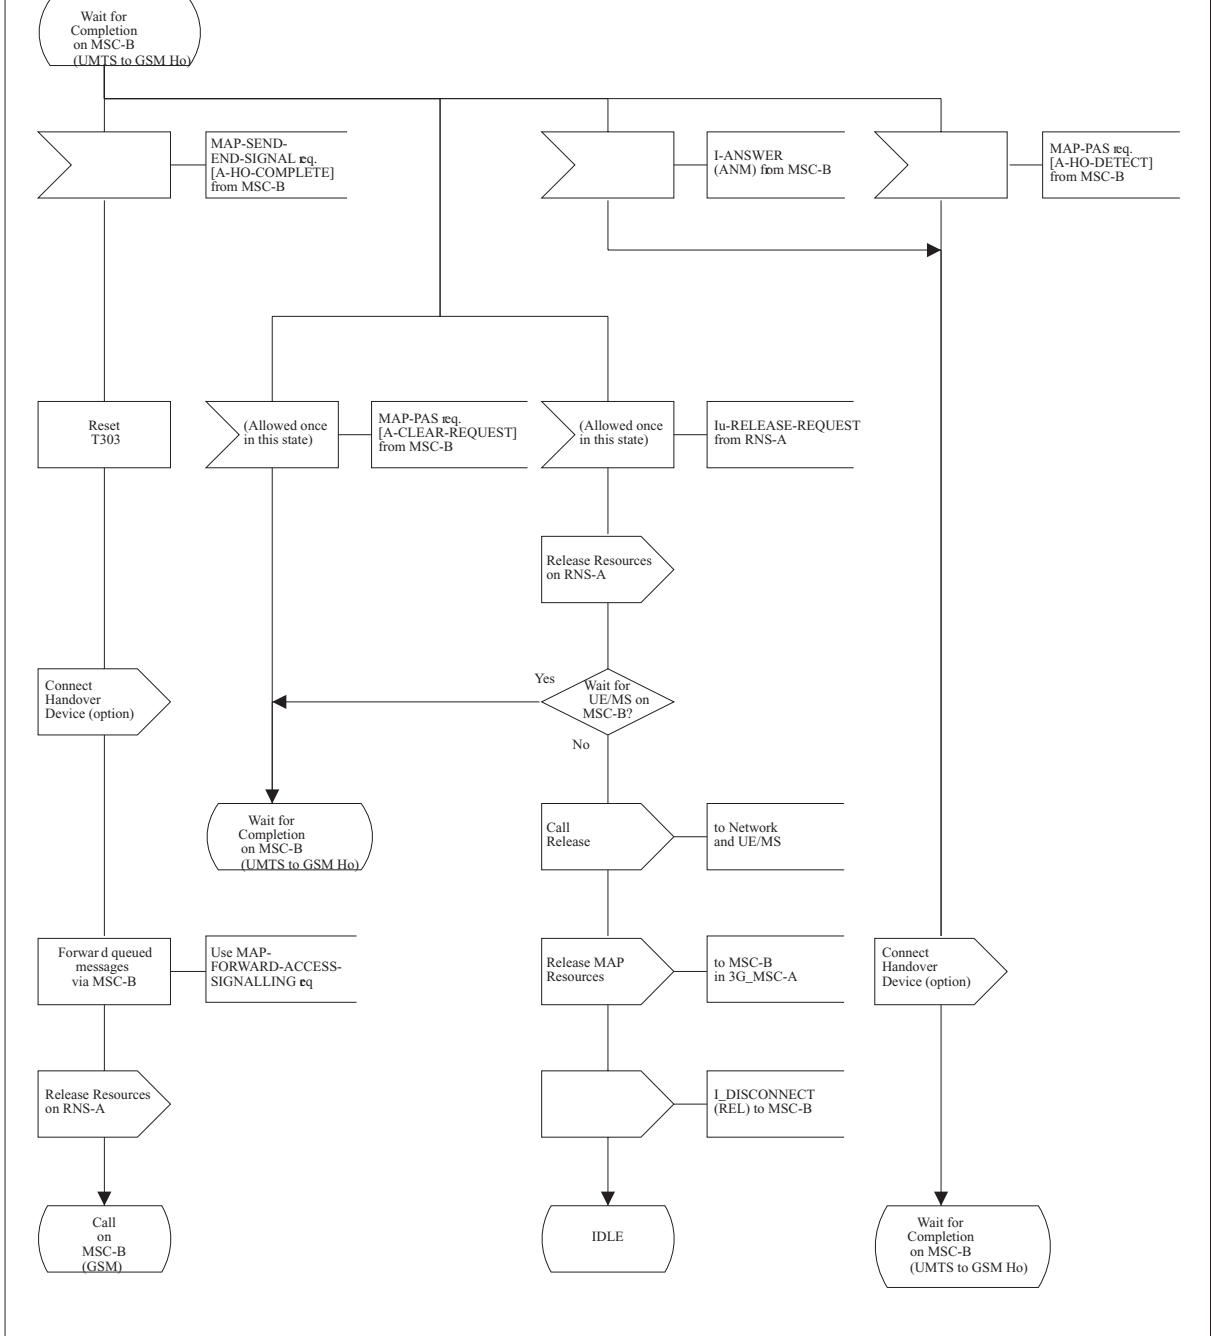 Wait for
Completion
on MSC-B
(UMTS to GSM Ho)
MAP-SEND-
END-SIGNAL req.
[A-HO-COMPLETE]
from MSC-B
I-ANSWER
(ANM) from MSC-B
MAP-PAS req.
[A-HO-DETECT]
from MSC-B
Reset
T303
(Allowed once
in this state)
MAP-PAS req.
[A-CLEAR-REQUEST]
from MSC-B
(Allowed once
in this state)
Iu-RELEASE-REQUEST
from RNS-A
Release Resources
on RNS-A
Connect
Handover
Device (option)
Yes
Wait for
UE/MS on
MSC-B?
No
Wait for
Completion
on MSC-B
(UMTS to GSM Ho)
Call
Release
to Network
and UE/MS
Forward queued
messages
via MSC-B
Use MAP-
FORWARD-ACCESS-
SIGNALLING req
Release MAP
Resources
to MSC-B
in 3G_MSC-A
Connect
Handover
Device (option)
Release Resources
on RNS-A
I_DISCONNECT
(REL) to MSC-B
Call
on
MSC-B
(GSM)
IDLE
Wait for
Completion
on MSC-B
(UMTS to GSM Ho)